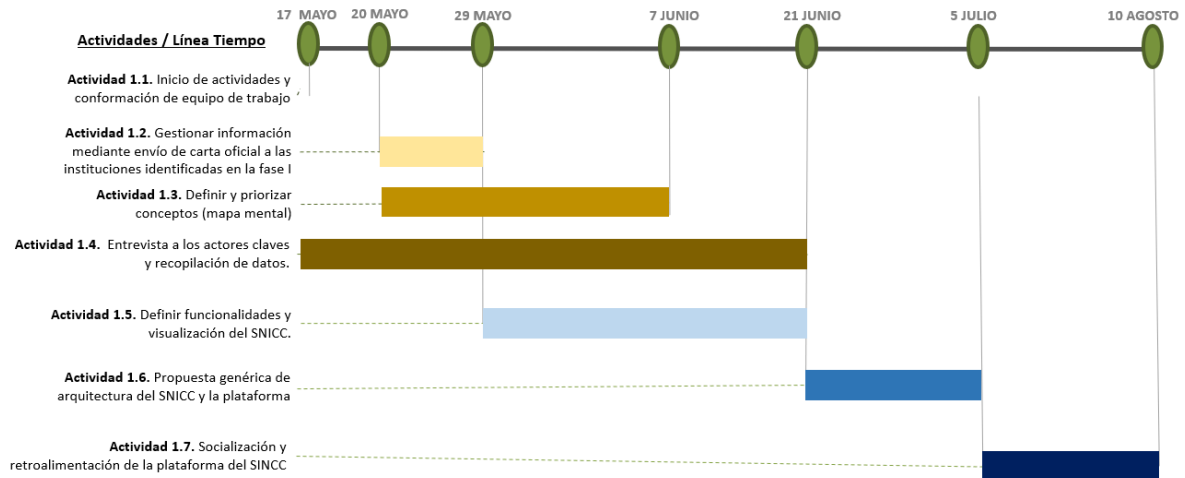 17 MAYO 20 MAYO 29 MAYO 7 JUNIO 21 JUNIO 5 JULIO 10 AGOSTO
Actividades / Línea Tiempo
Actividad 1.1. Inicio de actividades y
conformación de equipo de trabajo
Actividad 1.2. Gestionar información
mediante envío de carta oficial a las
instituciones identificadas en la fase I
Actividad 1.3. Definir y priorizar
conceptos (mapa mental)
Actividad 1.4. Entrevista a los actores claves
y recopilación de datos.
Actividad 1.5. Definir funcionalidades y
visualización del SNICC.
Actividad 1.6. Propuesta genérica de
arquitectura del SNICC y la plataforma
Actividad 1.7. Socialización y
retroalimentación de la plataforma del SINCC